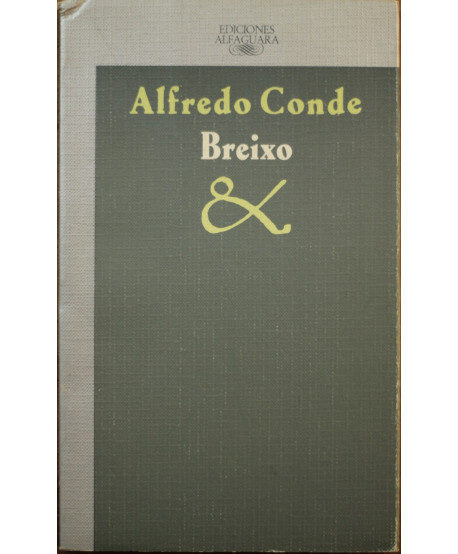 EDICIONES
ALFAGUARA
Alfredo Conde
Breixo
&